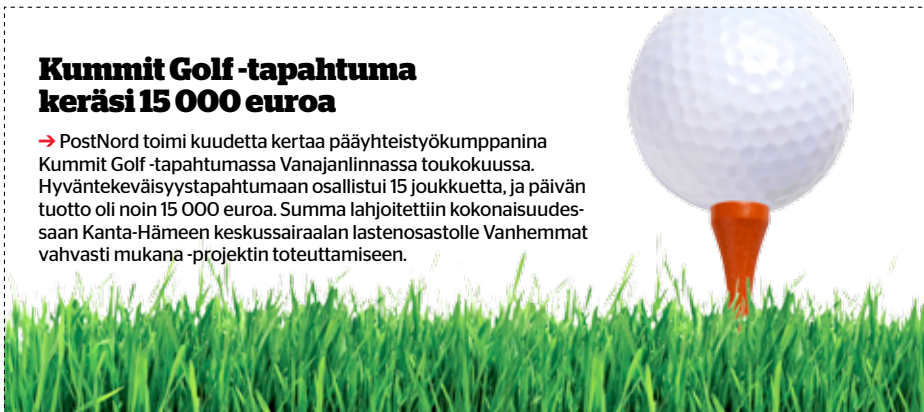 Kummit Golf -tapahtuma
keräsi 15 000 euroa
→ PostNord toimi kuudetta kertaa pääyhteistyökumppanina
Kummit Golf -tapahtumassa Vanajanlinnassa toukokuussa.
Hyväntekeväisyystapahtumaan osallistui 15 joukkuetta, ja päivän
tuotto oli noin 15 000 euroa. Summa lahjoitettiin kokonaisuudes-
saan Kanta-Hämeen keskussairaalan lastenosastolle Vanhemmat
vahvasti mukana -projektin toteuttamiseen.